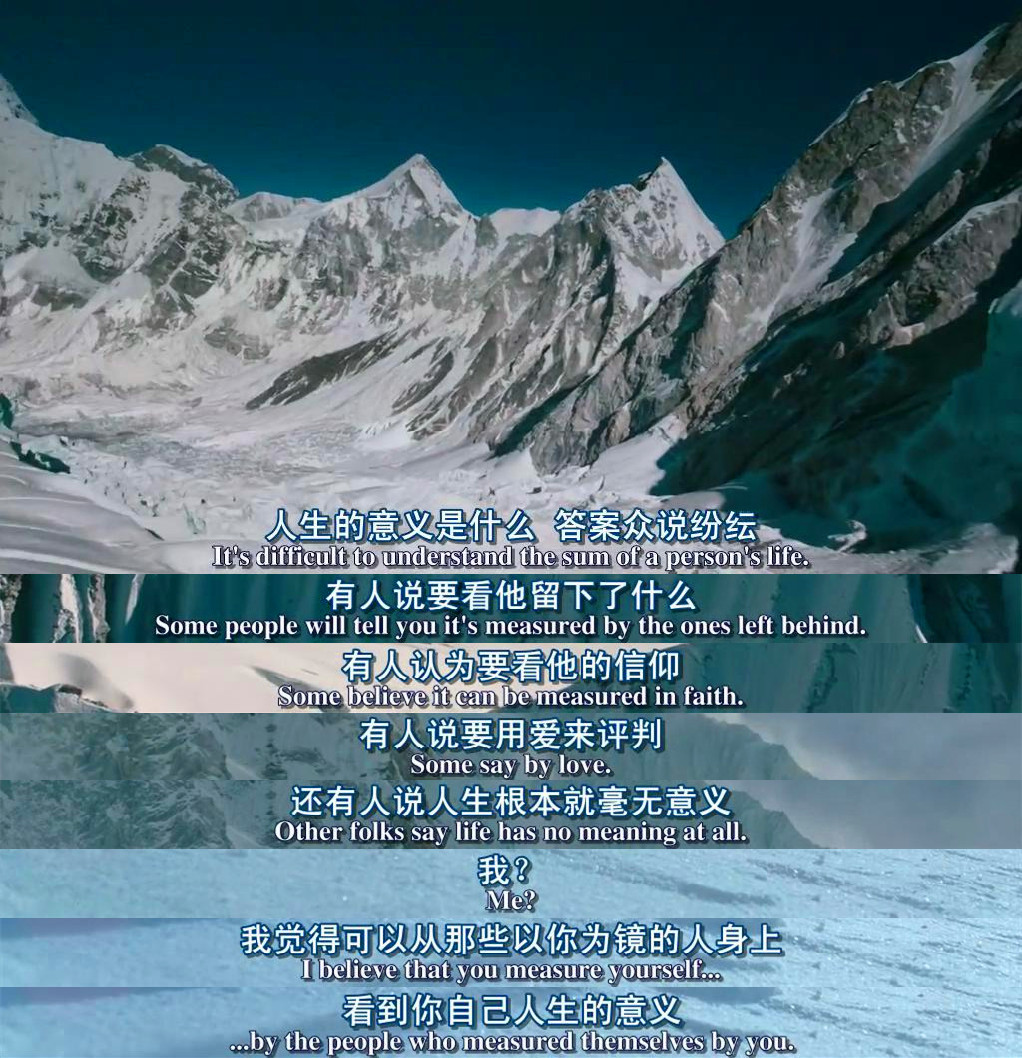 人生的意义是什么 答案众说纷纭
It's difficult to understand the sum of a person's life.
有人说要看他留下了什么
Some people will tell you it's measured by the ones left behind.
有人认为要看他的信仰
Some believe it can be measured in faith.
有人说要用爱来评判
Some say by love.
还有人说人生根本就毫无意义
Other folks say life has no meaning at all.
我？
Me?
我觉得可以从那些以你为镜的人身上
I believe that you measure yourself...
看到你自己人生的意义
...by the people who measured themselves by you.